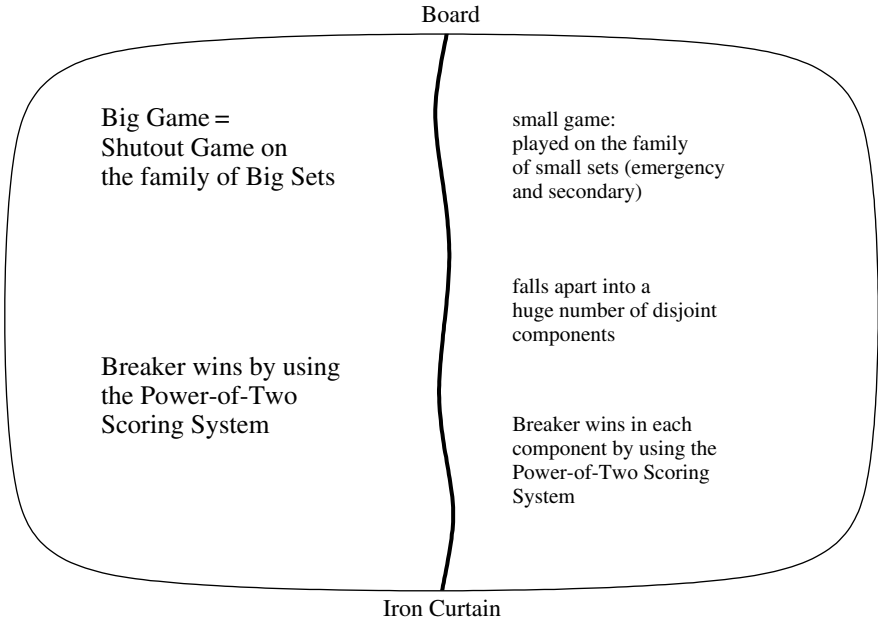 Board
Big Game =
Shutout Game on
the family of Big Sets
Breaker wins by using
the Power-of-Two
Scoring System
small game:
played on the family
of small sets (emergency
and secondary)
falls apart into a
huge number of disjoint
components
Breaker wins in each
component by using the
Power-of-Two Scoring
System
Iron Curtain